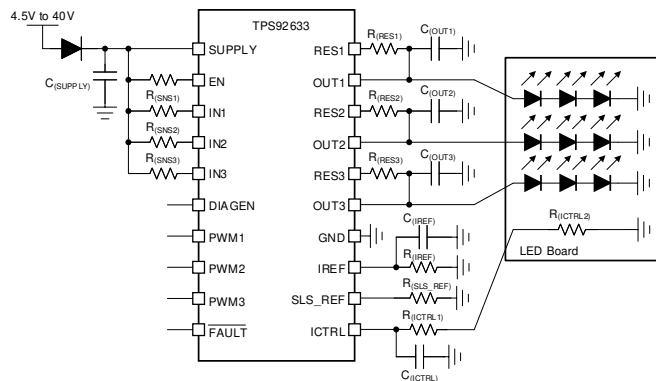 4.5V to 40V
TPS92633
C(SUPPLY)
R(SNS1)
R(SNS2)
R(SNS3)
SUPPLY
EN
IN1
IN2
IN3
DIAGEN
PWM1
PWM2
PWM3
FAULT
RES1
OUT1
RES2
OUT2
RES3
OUT3
GND
IREF
SLS_REF
ICTRL
R(RES1)
C(OUT1)
R(RES2)
C(OUT2)
R(RES3)
C(OUT3)
C(IREF)
R(IREF)
R(SLS_REF)
R(ICTRL1)
C(ICTRL)
R(ICTRL2)
LED Board